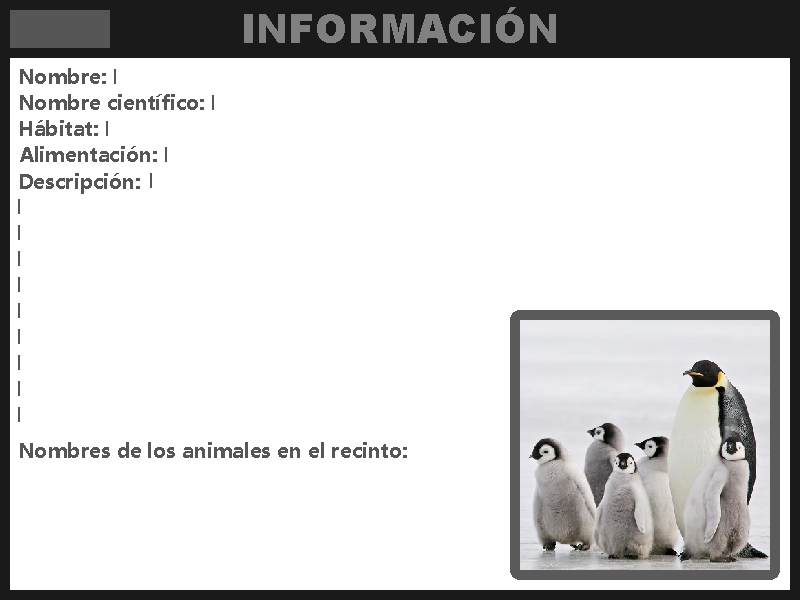 INFORMACIÓN
Nombre: |
Nombre científico: |
Hábitat: |
Alimentación: |
Descripción: |
|
|
|
|
|
|
|
|
|
Nombres de los animales en el recinto: